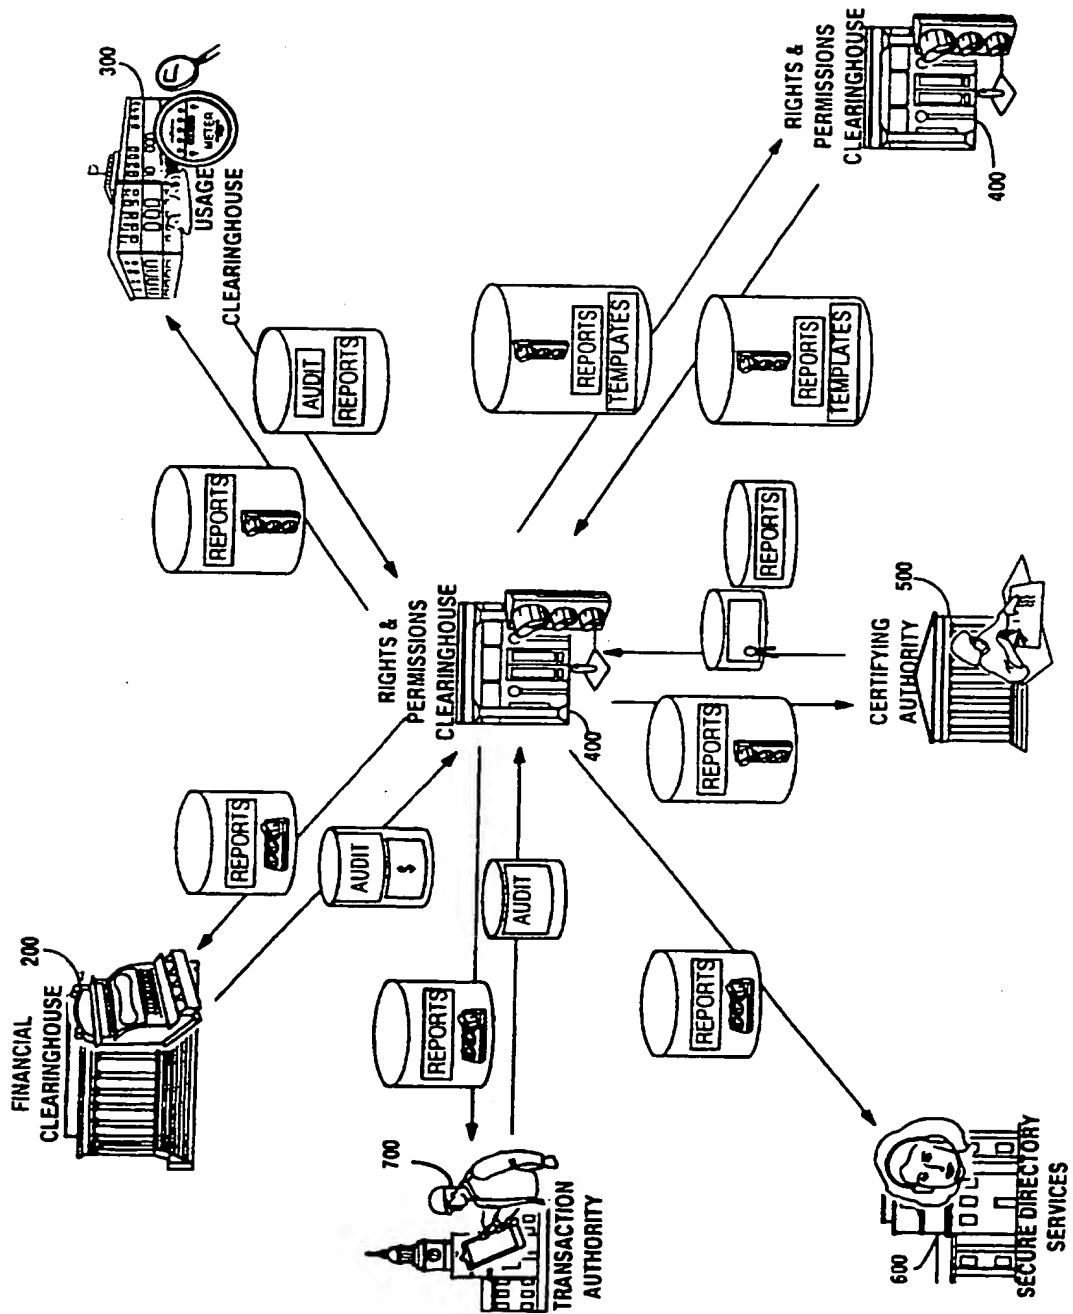 FINANCIAL
CLEARINGHOUSE
200
REPORTS
AUDIT
$
TRANSACTION
AUTHORITY
700
REPORTS
AUDIT
SECURE DIRECTORY
SERVICES
600
REPORTS
RIGHTS &
PERMISSIONS
CLEARINGHOUSE
400
USAGE
CLEARINGHOUSE
300
METER
REPORTS
AUDIT
REPORTS
CERTIFYING
AUTHORITY
500
REPORTS
REPORTS
RIGHTS &
PERMISSIONS
CLEARINGHOUSE
400
REPORTS
TEMPLATES
REPORTS
TEMPLATES